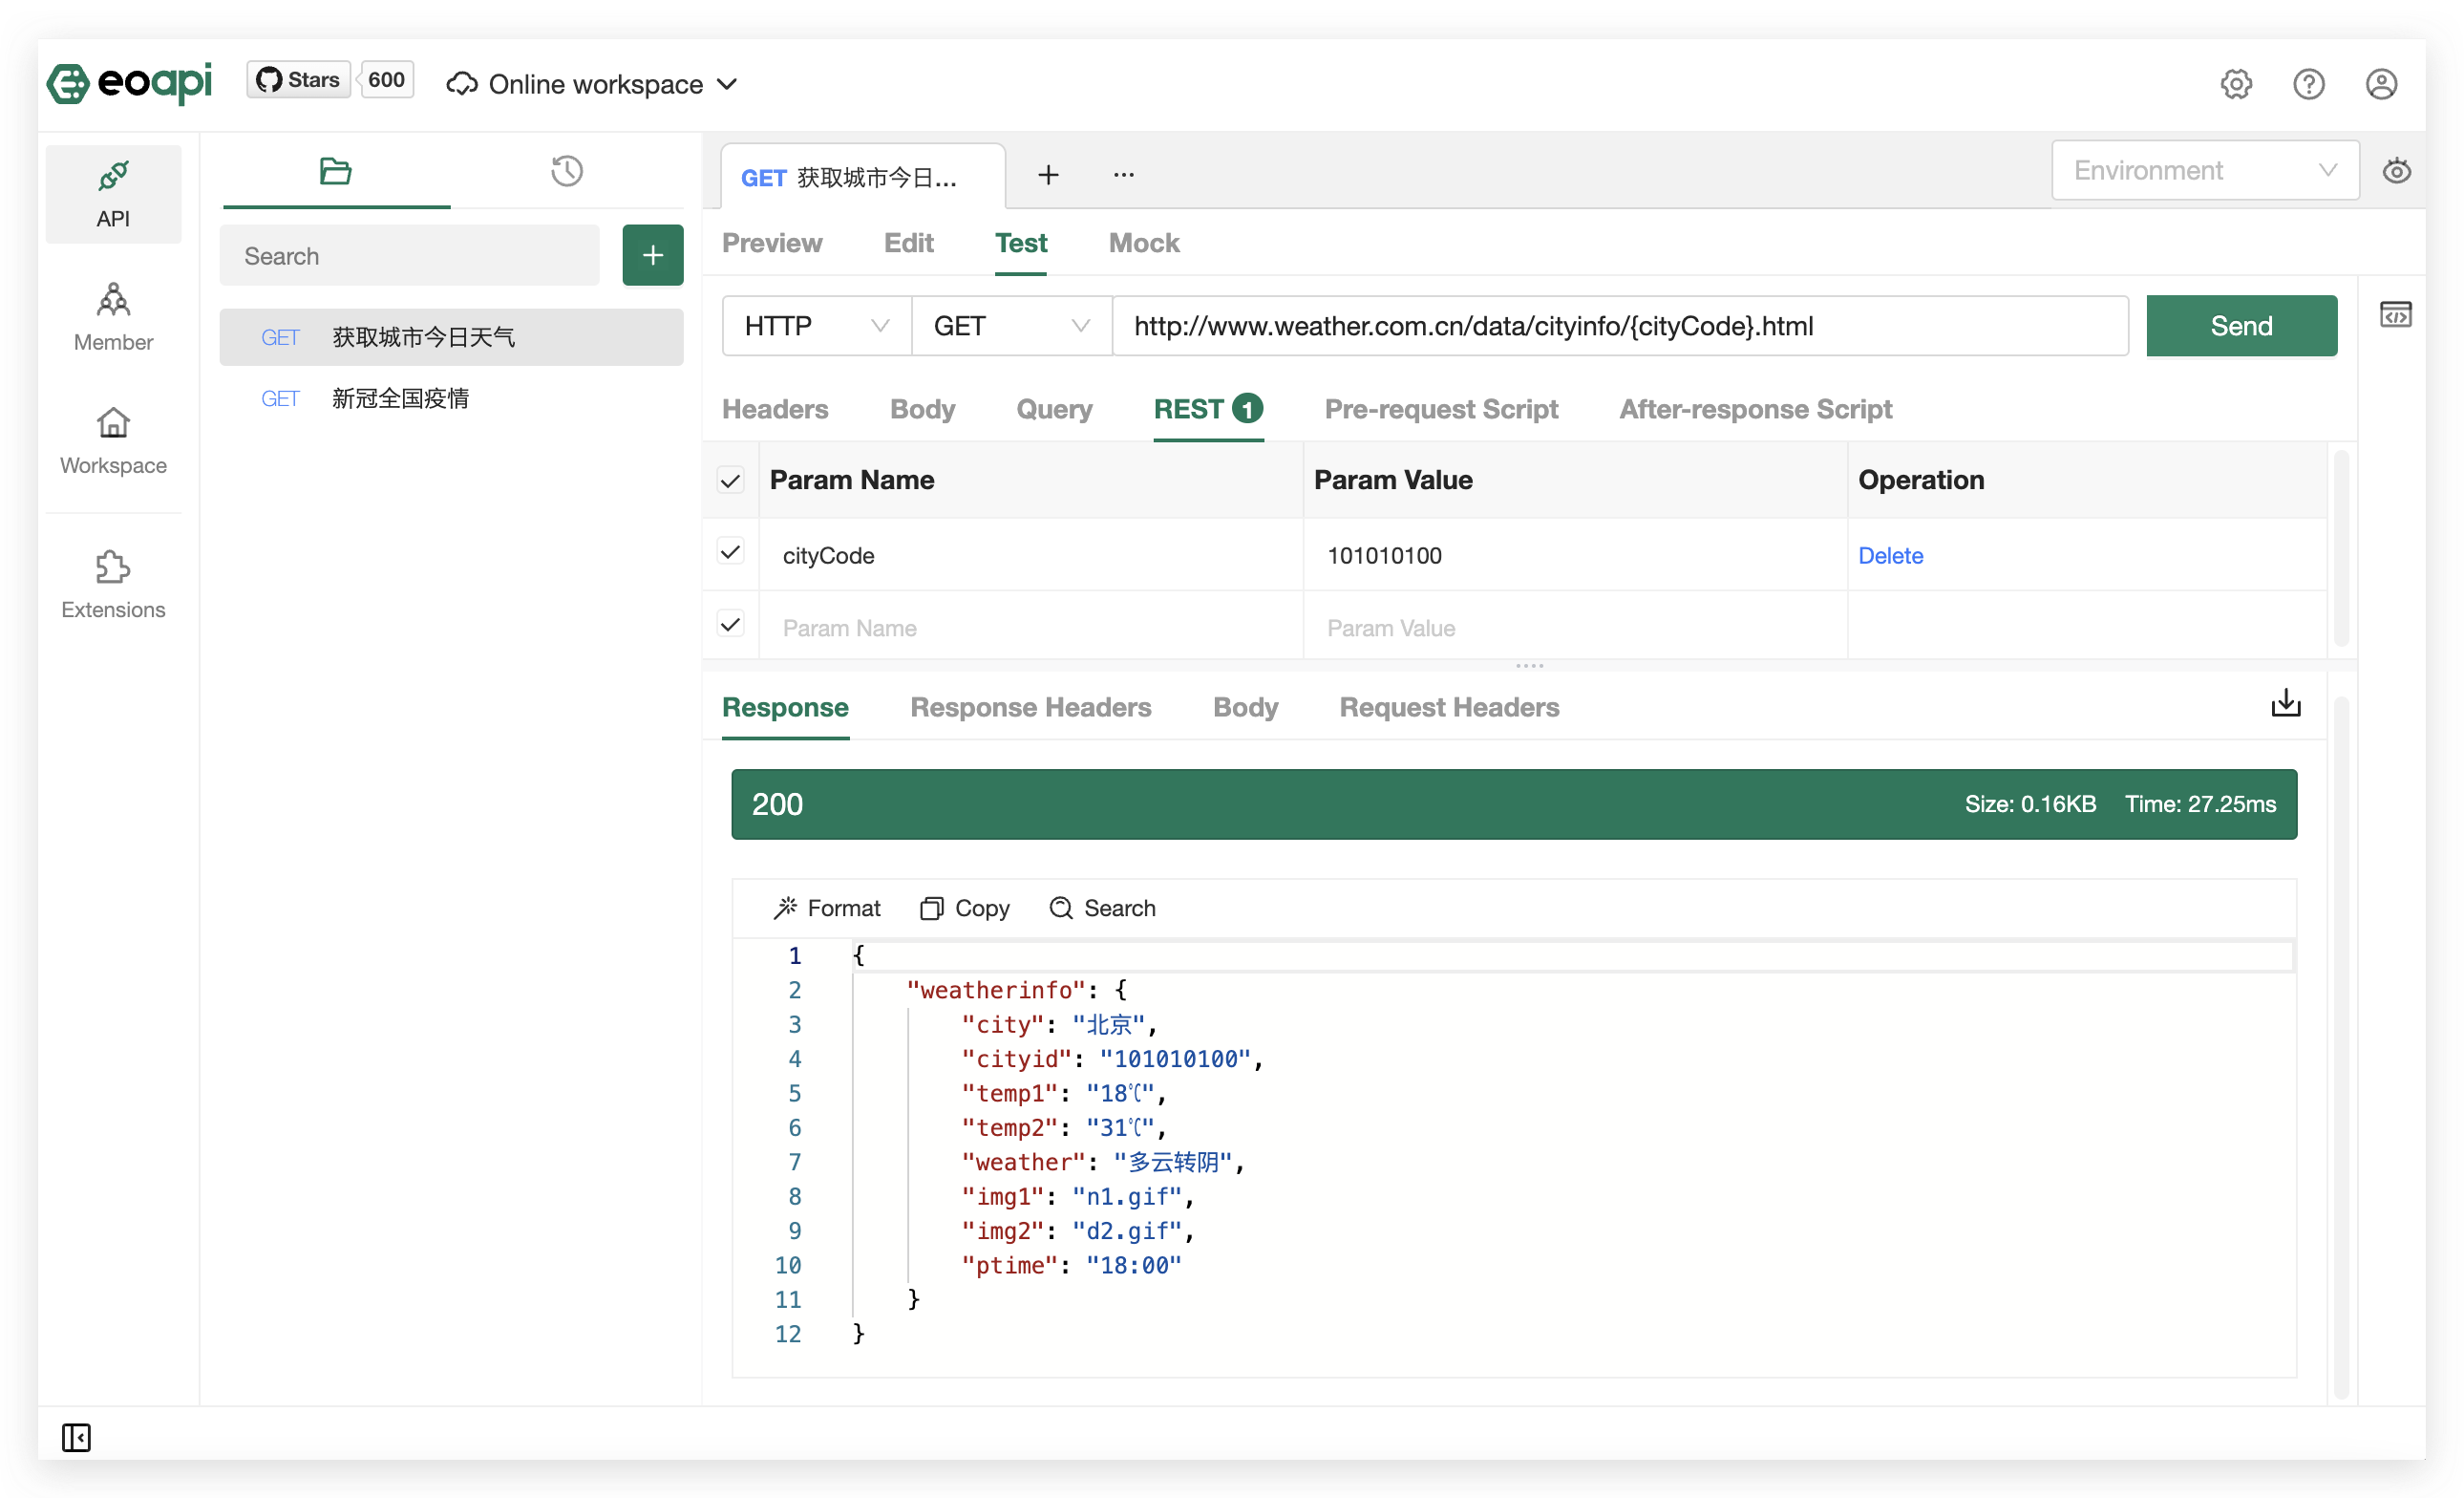 eoapi Stars 600 Online workspace
API
Member
Workspace
Extensions
Search
GET 获取城市今日天气
GET 新冠全国疫情
GET 获取城市今日... Environment
Preview Edit Test Mock
HTTP GET http://www.weather.com.cn/data/cityinfo/{cityCode}.html Send
Headers Body Query REST 1 Pre-request Script After-response Script
Param Name Param Value Operation
cityCode 101010100 Delete
Param Name Param Value
Response Response Headers Body Request Headers
200 Size: 0.16KB Time: 27.25ms
Format Copy Search
1 {
2 "weatherinfo": {
3 "city": "北京",
4 "cityid": "101010100",
5 "temp1": "18℃",
6 "temp2": "31℃",
7 "weather": "多云转阴",
8 "img1": "n1.gif",
9 "img2": "d2.gif",
10 "ptime": "18:00"
11 }
12 }